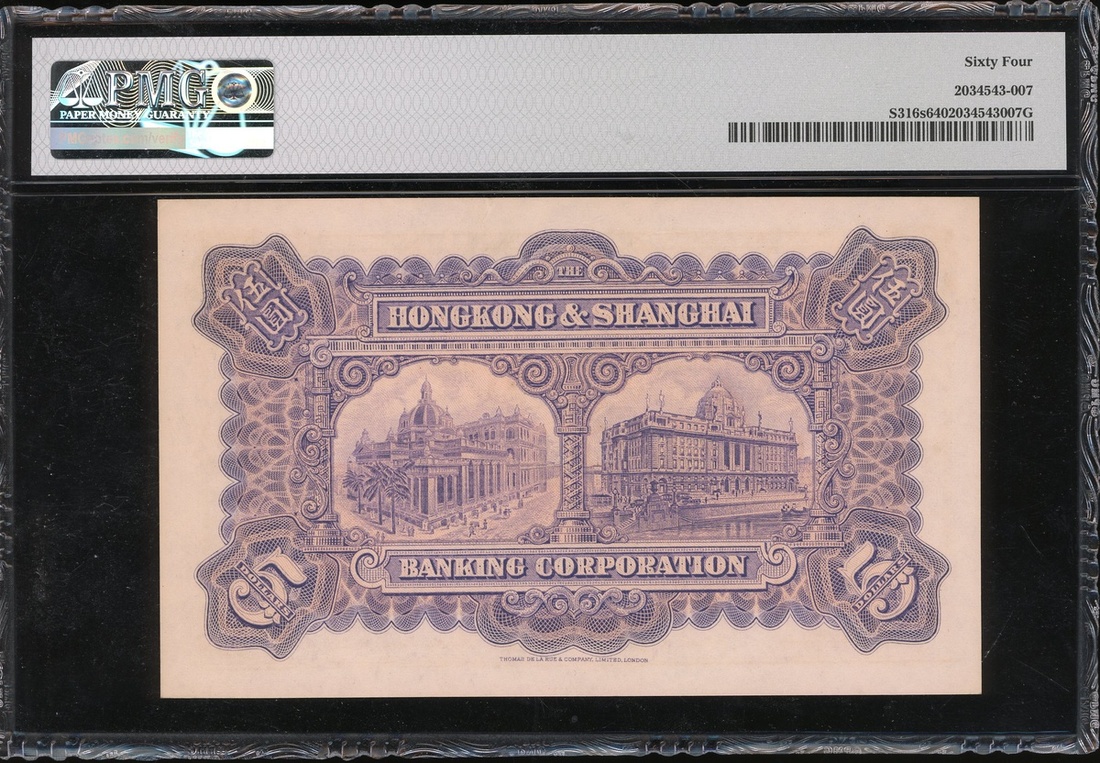 PMG
PAPER MONEY GUARANTY
Sixty Four
2034543-007
S316s6402034543007G
伍圓
伍圓
THE
HONGKONG & SHANGHAI
BANKING CORPORATION
5
DOLLARS
5
DOLLARS
THOMAS DE LA RUE & COMPANY, LIMITED, LONDON